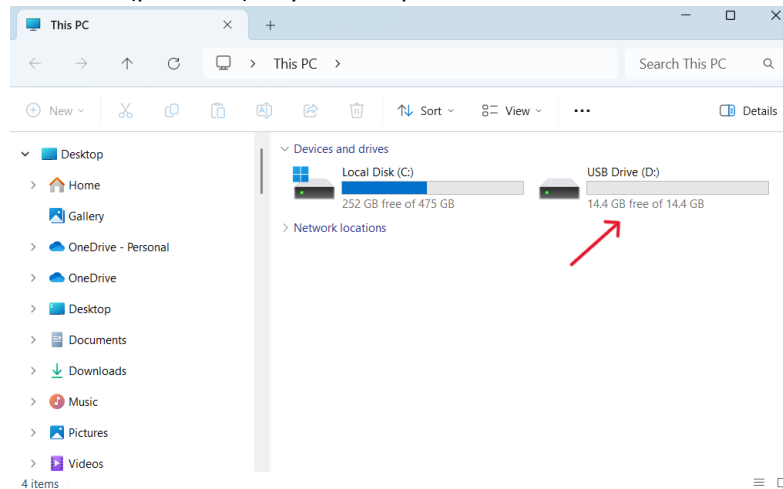 This PC
This PC
Search This PC
New
Sort
View
Details
Desktop
Home
Gallery
OneDrive - Personal
OneDrive
Desktop
Documents
Downloads
Music
Pictures
Videos
Devices and drives
Local Disk (C:)
252 GB free of 475 GB
USB Drive (D:)
14.4 GB free of 14.4 GB
Network locations
4 items